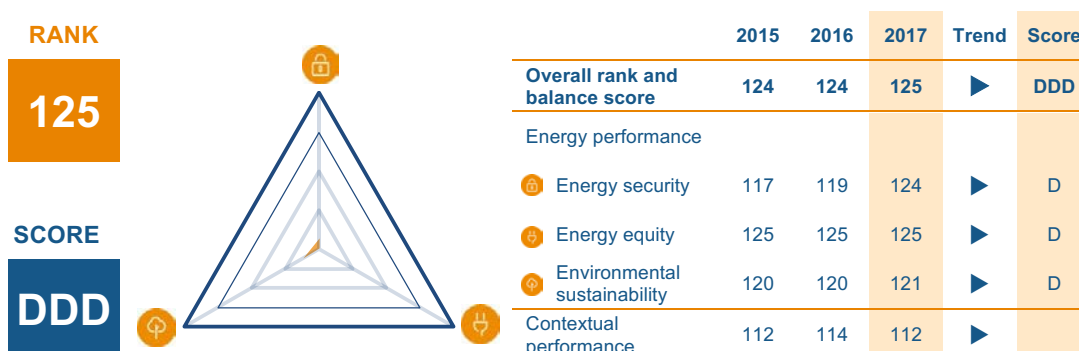 RANK
125
SCORE
DDD
2015 2016 2017 Trend Score
Overall rank and
balance score 124 124 125 DDD
Energy performance
Energy security 117 119 124 D
Energy equity 125 125 125 D
Environmental
sustainability 120 120 121 D
Contextual
performance 112 114 112